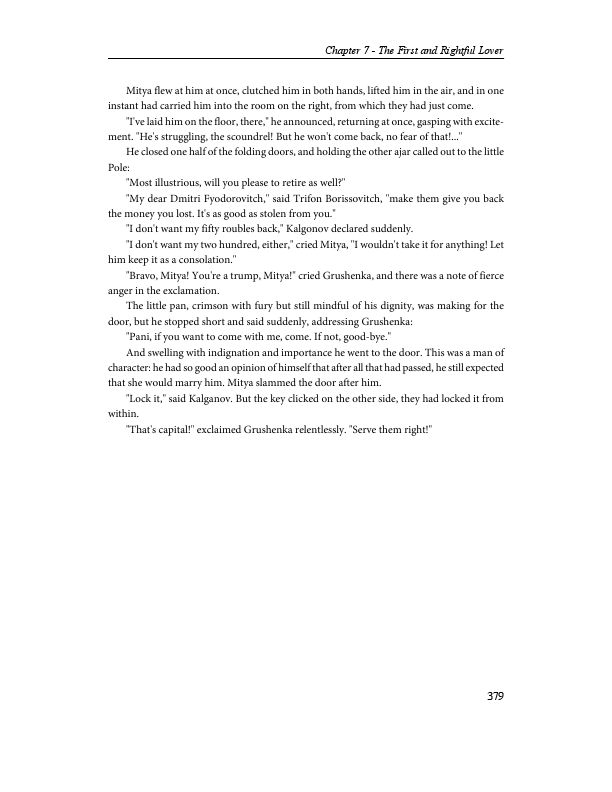 Chapter 7 - The First and Rightful Lover
Mitya flew at him at once, clutched him in both hands, lifted him in the air, and in one
instant had carried him into the room on the right, from which they had just come.
"I've laid him on the floor, there," he announced, returning at once, gasping with excite-
ment. "He's struggling, the scoundrel! But he won't come back, no fear of that!..."
He closed one half of the folding doors, and holding the other ajar called out to the little
Pole:
"Most illustrious, will you please to retire as well?"
"My dear Dmitri Fyodorovitch," said Trifon Borissovitch, "make them give you back
the money you lost. It's as good as stolen from you."
"I don't want my fifty roubles back," Kalgonov declared suddenly.
"I don't want my two hundred, either," cried Mitya, "I wouldn't take it for anything! Let
him keep it as a consolation."
"Bravo, Mitya! You're a trump, Mitya!" cried Grushenka, and there was a note of fierce
anger in the exclamation.
The little pan, crimson with fury but still mindful of his dignity, was making for the
door, but he stopped short and said suddenly, addressing Grushenka:
"Pani, if you want to come with me, come. If not, good-bye."
And swelling with indignation and importance he went to the door. This was a man of
character: he had so good an opinion of himself that after all that had passed, he still expected
that she would marry him. Mitya slammed the door after him.
"Lock it," said Kalganov. But the key clicked on the other side, they had locked it from
within.
"That's capital!" exclaimed Grushenka relentlessly. "Serve them right!"
379